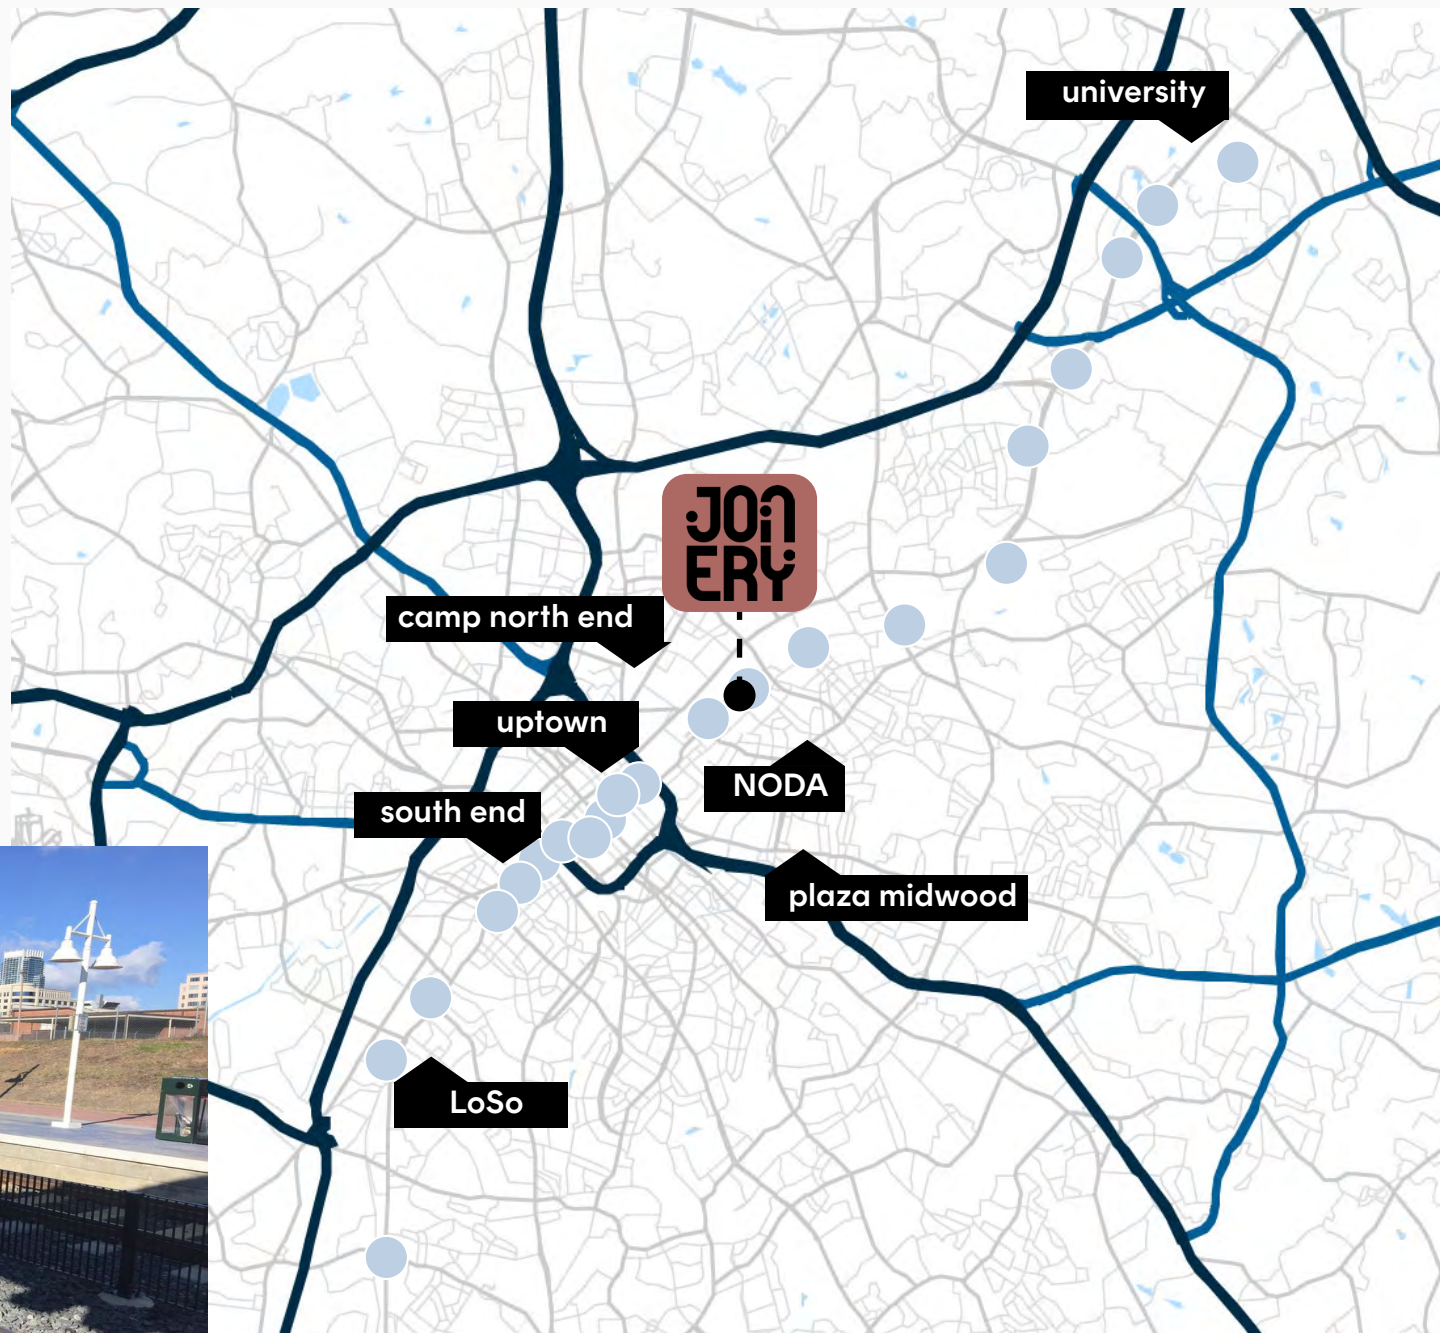 university
JOIN
ERY
camp north end
uptown
NODA
south end
plaza midwood
LoSo